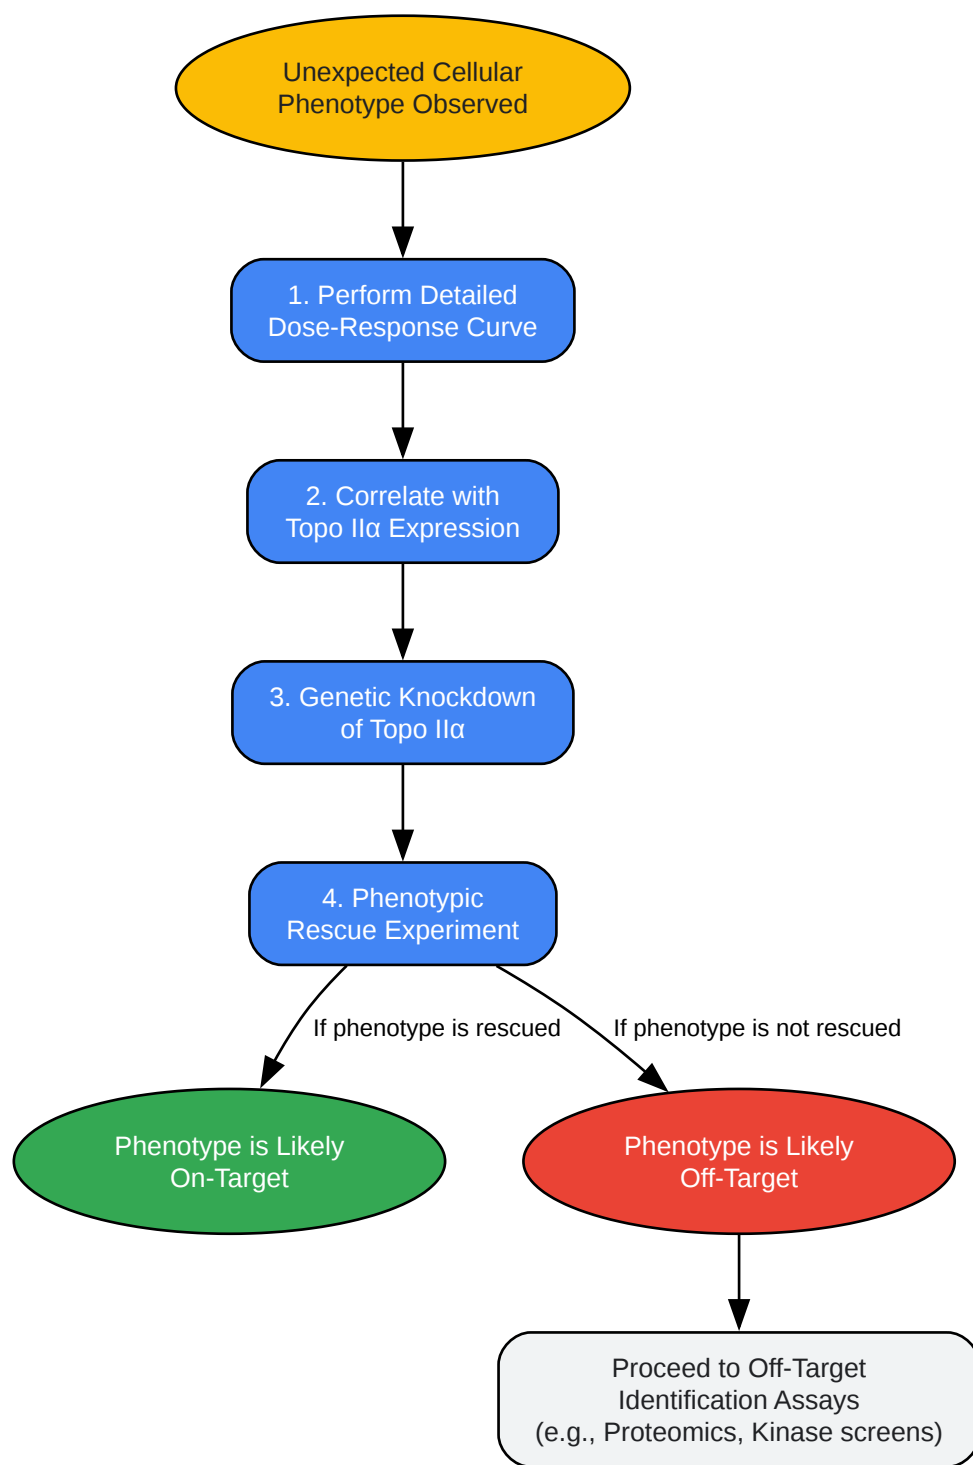 Unexpected Cellular
Phenotype Observed
1. Perform Detailed
Dose-Response Curve
2. Correlate with
Topo IIα Expression
3. Genetic Knockdown
of Topo IIα
4. Phenotypic
Rescue Experiment
If phenotype is rescued
If phenotype is not rescued
Phenotype is Likely
On-Target
Phenotype is Likely
Off-Target
Proceed to Off-Target
Identification Assays
(e.g., Proteomics, Kinase screens)